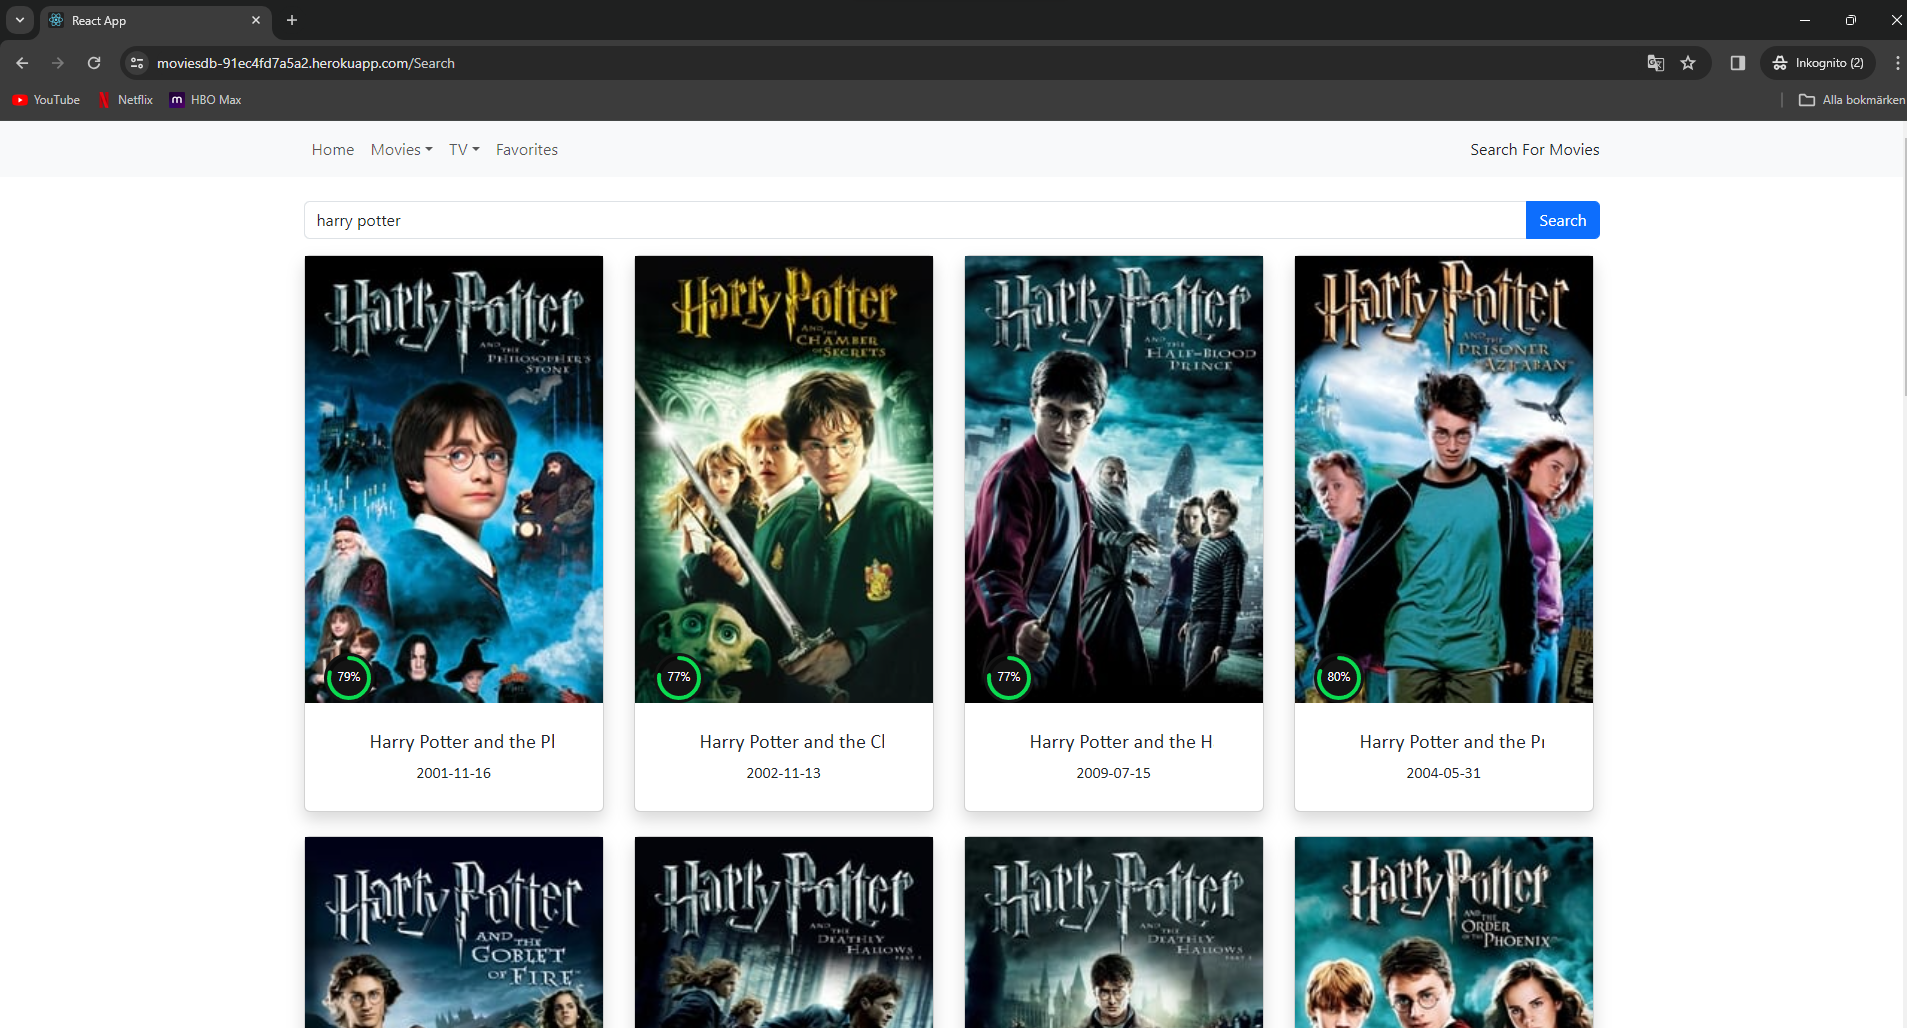 React App
moviesdb-91ec4fd7a5a2.herokuapp.com/Search
Inkognito (2)
YouTube
Netflix
m HBO Max
Alla bokmärken
Home Movies TV Favorites Search For Movies
harry potter Search
Harry Potter
AND THE
PHILOSOPHER'S
STONE
79%
Harry Potter and the Pl
2001-11-16
Harry Potter
AND THE
CHAMBER
OF SECRETS
77%
Harry Potter and the Cl
2002-11-13
Harry Potter
AND THE
HALF-BLOOD
PRINCE
77%
Harry Potter and the H
2009-07-15
Harry Potter
AND THE
PRISONER
OF AZKABAN™
80%
Harry Potter and the Pr
2004-05-31
Harry Potter
AND THE
GOBLET
OF FIRE™
Harry Potter
AND THE
DEATHLY
HALLOWS
PART 1
Harry Potter
AND THE
DEATHLY
HALLOWS
PART 2
Harry Potter
AND THE
ORDER
OF THE PHOENIX™